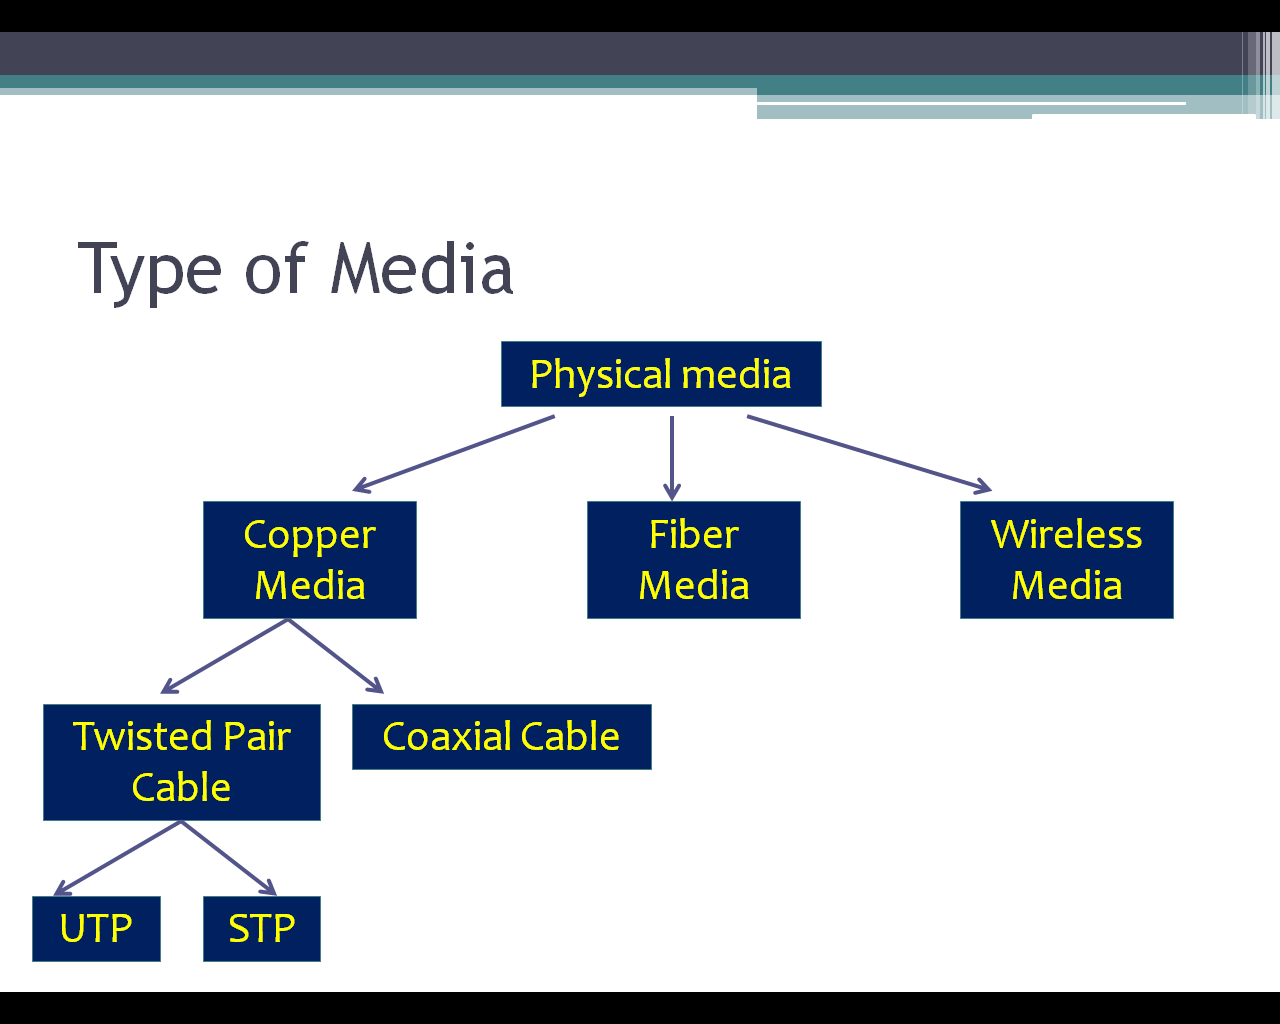 Type of Media
Physical media
Copper
Media
Fiber
Media
Wireless
Media
Twisted Pair
Cable
Coaxial Cable
UTP
STP